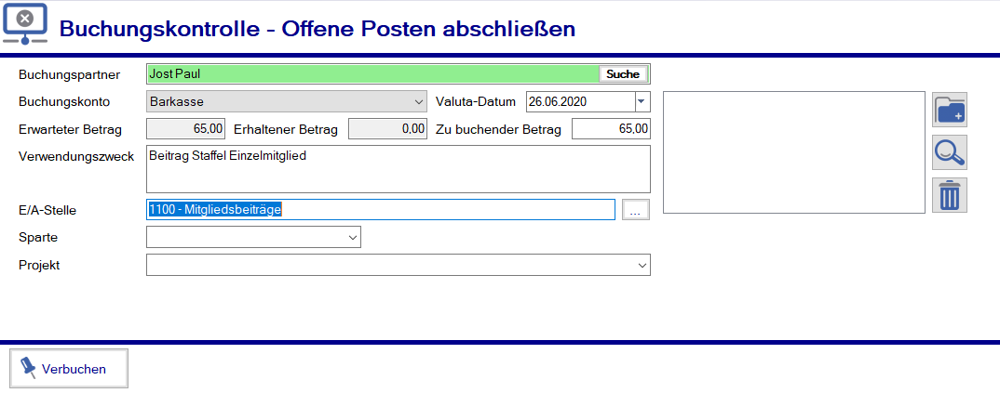 Buchungskontrolle - Offene Posten abschließen
Buchungspartner Jost Paul Suche
Buchungskonto Barkasse Valuta-Datum 26.06.2020
Erwarteter Betrag 65,00 Erhaltener Betrag 0,00 Zu buchender Betrag 65,00
Verwendungszweck Beitrag Staffel Einzelmitglied
E/A-Stelle 1100 - Mitgliedsbeiträge ...
Sparte
Projekt
Verbuchen